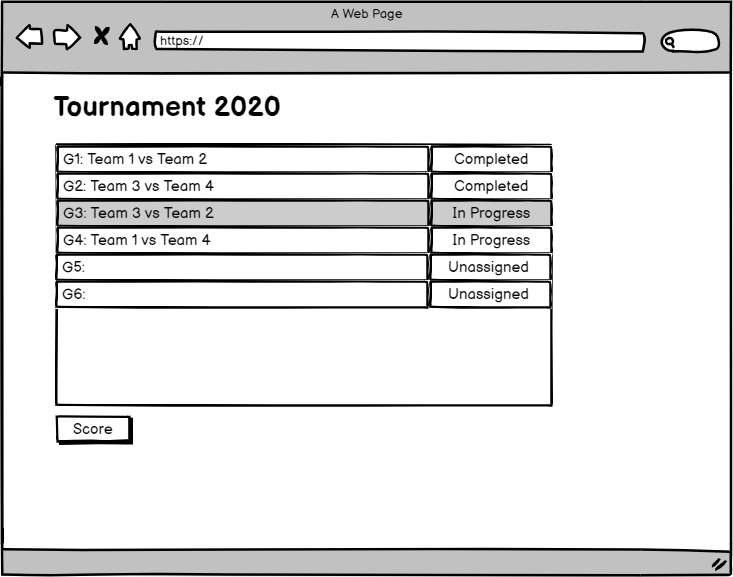 A Web Page
https://
Tournament 2020
G1: Team 1 vs Team 2 Completed
G2: Team 3 vs Team 4 Completed
G3: Team 3 vs Team 2 In Progress
G4: Team 1 vs Team 4 In Progress
G5: Unassigned
G6: Unassigned
Score